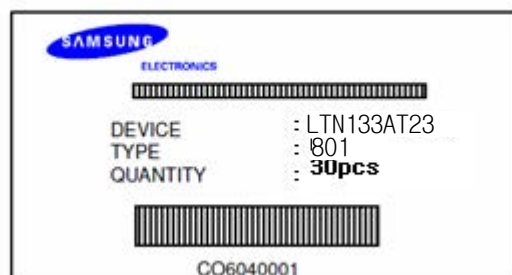 SAMSUNG
ELECTRONICS
DEVICE : LTN133AT23
TYPE : 801
QUANTITY : 30pcs
CO6040001